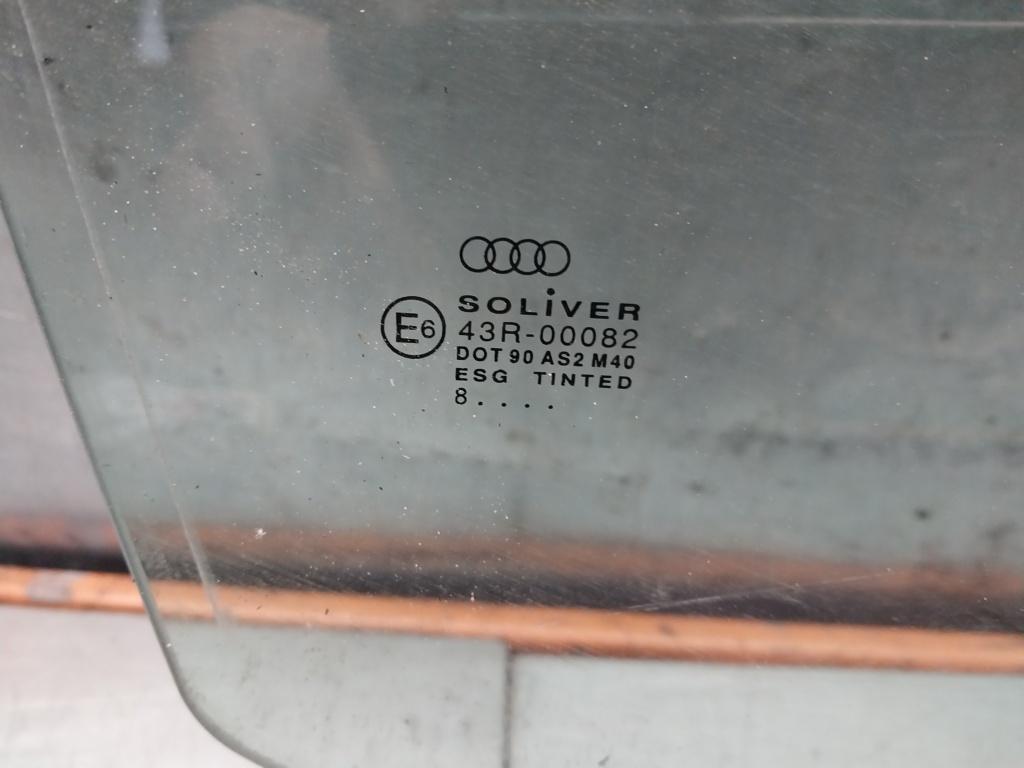 SOLiVER
E6
43R-00082
DOT 90 AS2 M40
ESG TINTED
8 . . . .